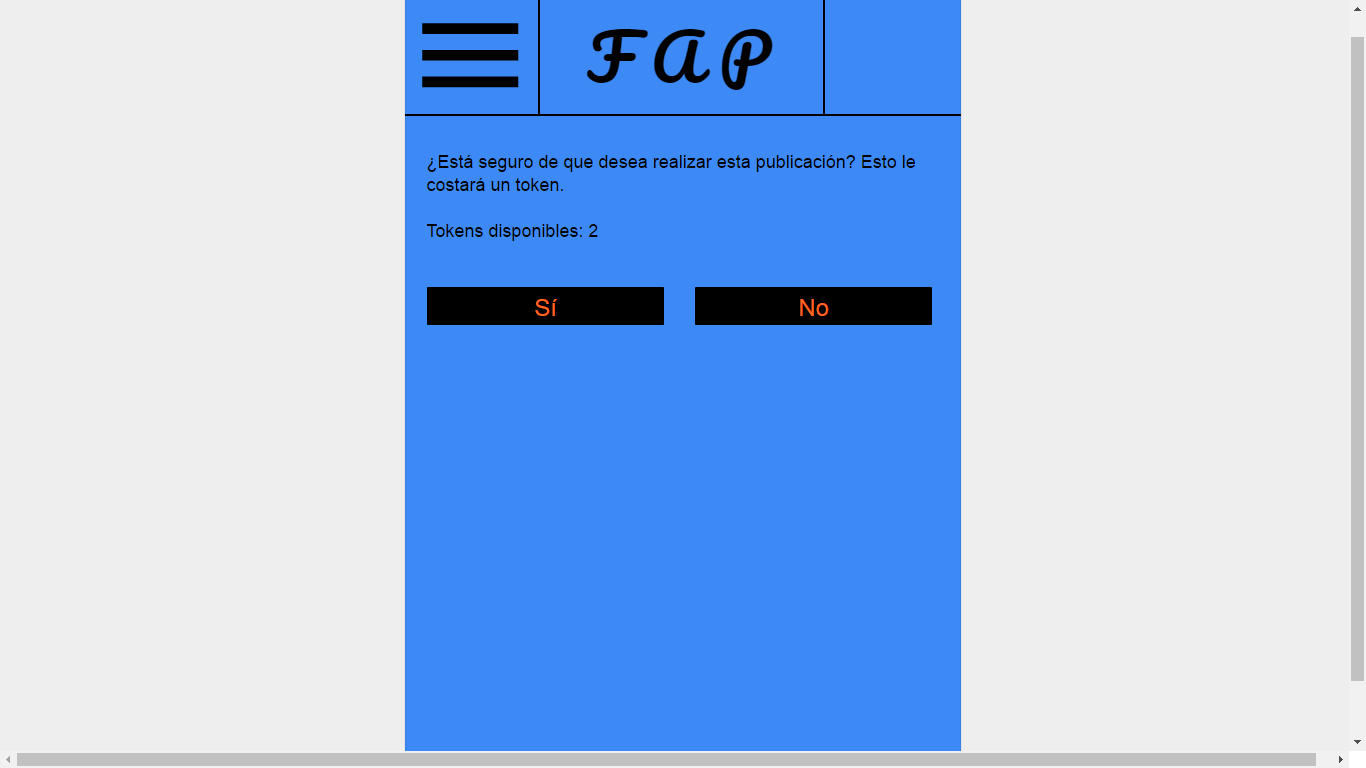 FAP
¿Está seguro de que desea realizar esta publicación? Esto le
costará un token.
Tokens disponibles: 2
Sí
No